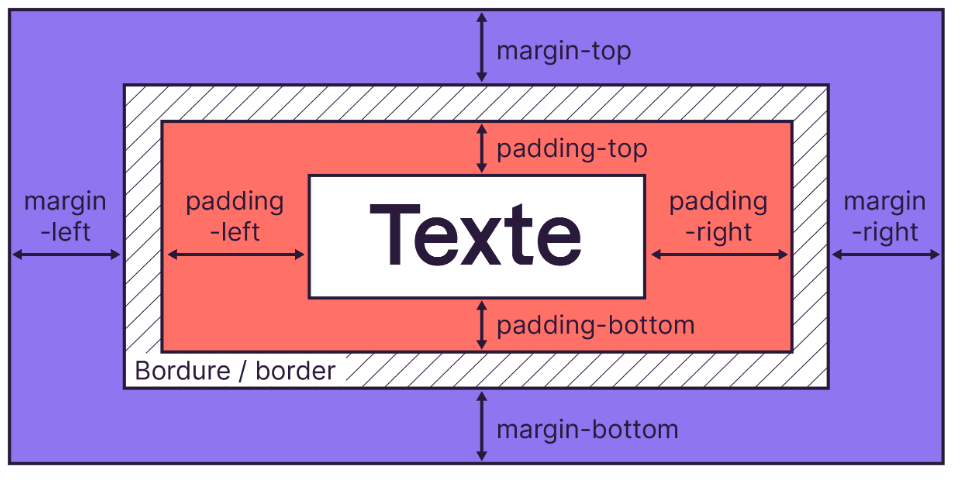 margin-top
padding-top
margin
-left
padding
-left
Texte
padding
-right
margin
-right
padding-bottom
Bordure / border
margin-bottom